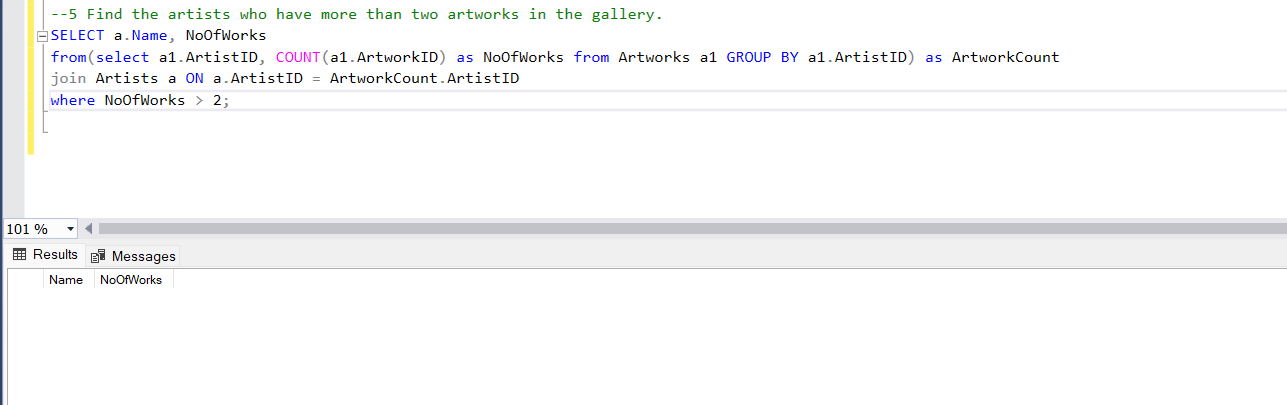 --5 Find the artists who have more than two artworks in the gallery.
SELECT a.Name, NoOfWorks
from(select a1.ArtistID, COUNT(a1.ArtworkID) as NoOfWorks from Artworks a1 GROUP BY a1.ArtistID) as ArtworkCount
join Artists a ON a.ArtistID = ArtworkCount.ArtistID
where NoOfWorks > 2;
101 %
Results Messages
Name NoOfWorks